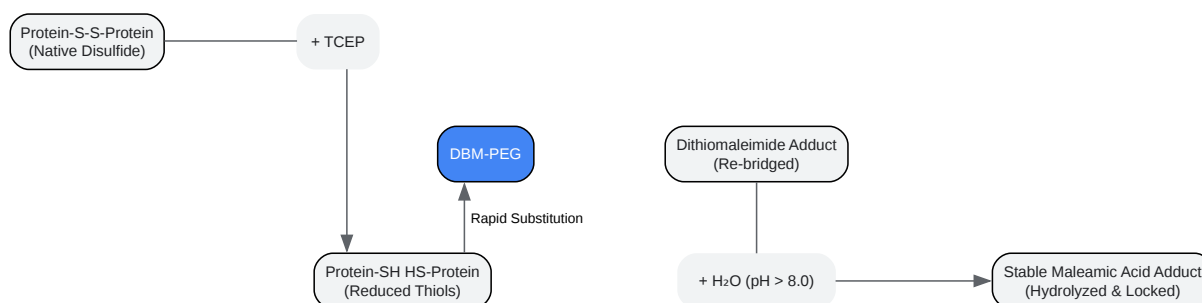 Protein-S-S-Protein
(Native Disulfide)
+ TCEP
DBM-PEG
Rapid Substitution
Protein-SH HS-Protein
(Reduced Thiols)
Dithiomaleimide Adduct
(Re-bridged)
+ H₂O (pH > 8.0)
Stable Maleamic Acid Adduct
(Hydrolyzed & Locked)